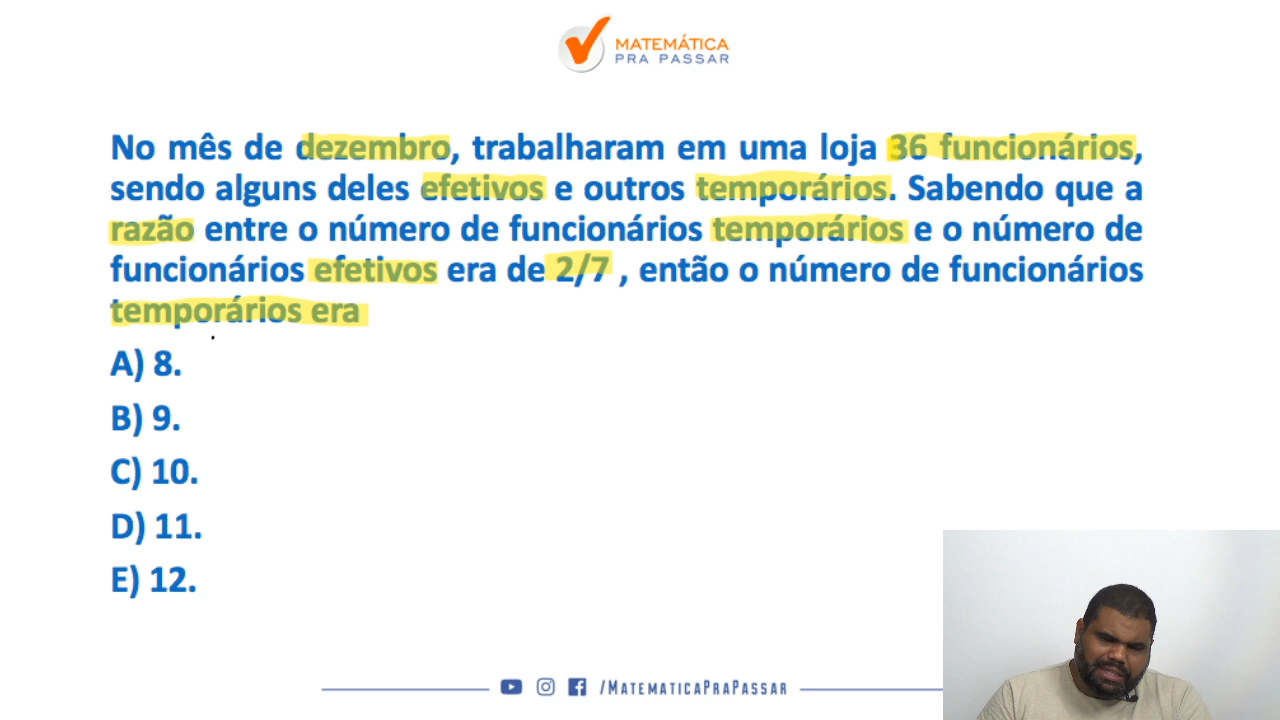 MATEMÁTICA
PRA PASSAR
No mês de dezembro, trabalharam em uma loja 36 funcionários,
sendo alguns deles efetivos e outros temporários. Sabendo que a
razão entre o número de funcionários temporários e o número de
funcionários efetivos era de 2/7 , então o número de funcionários
temporários era
A) 8.
B) 9.
C) 10.
D) 11.
E) 12.
/MATEMATICAPRAPASSAR